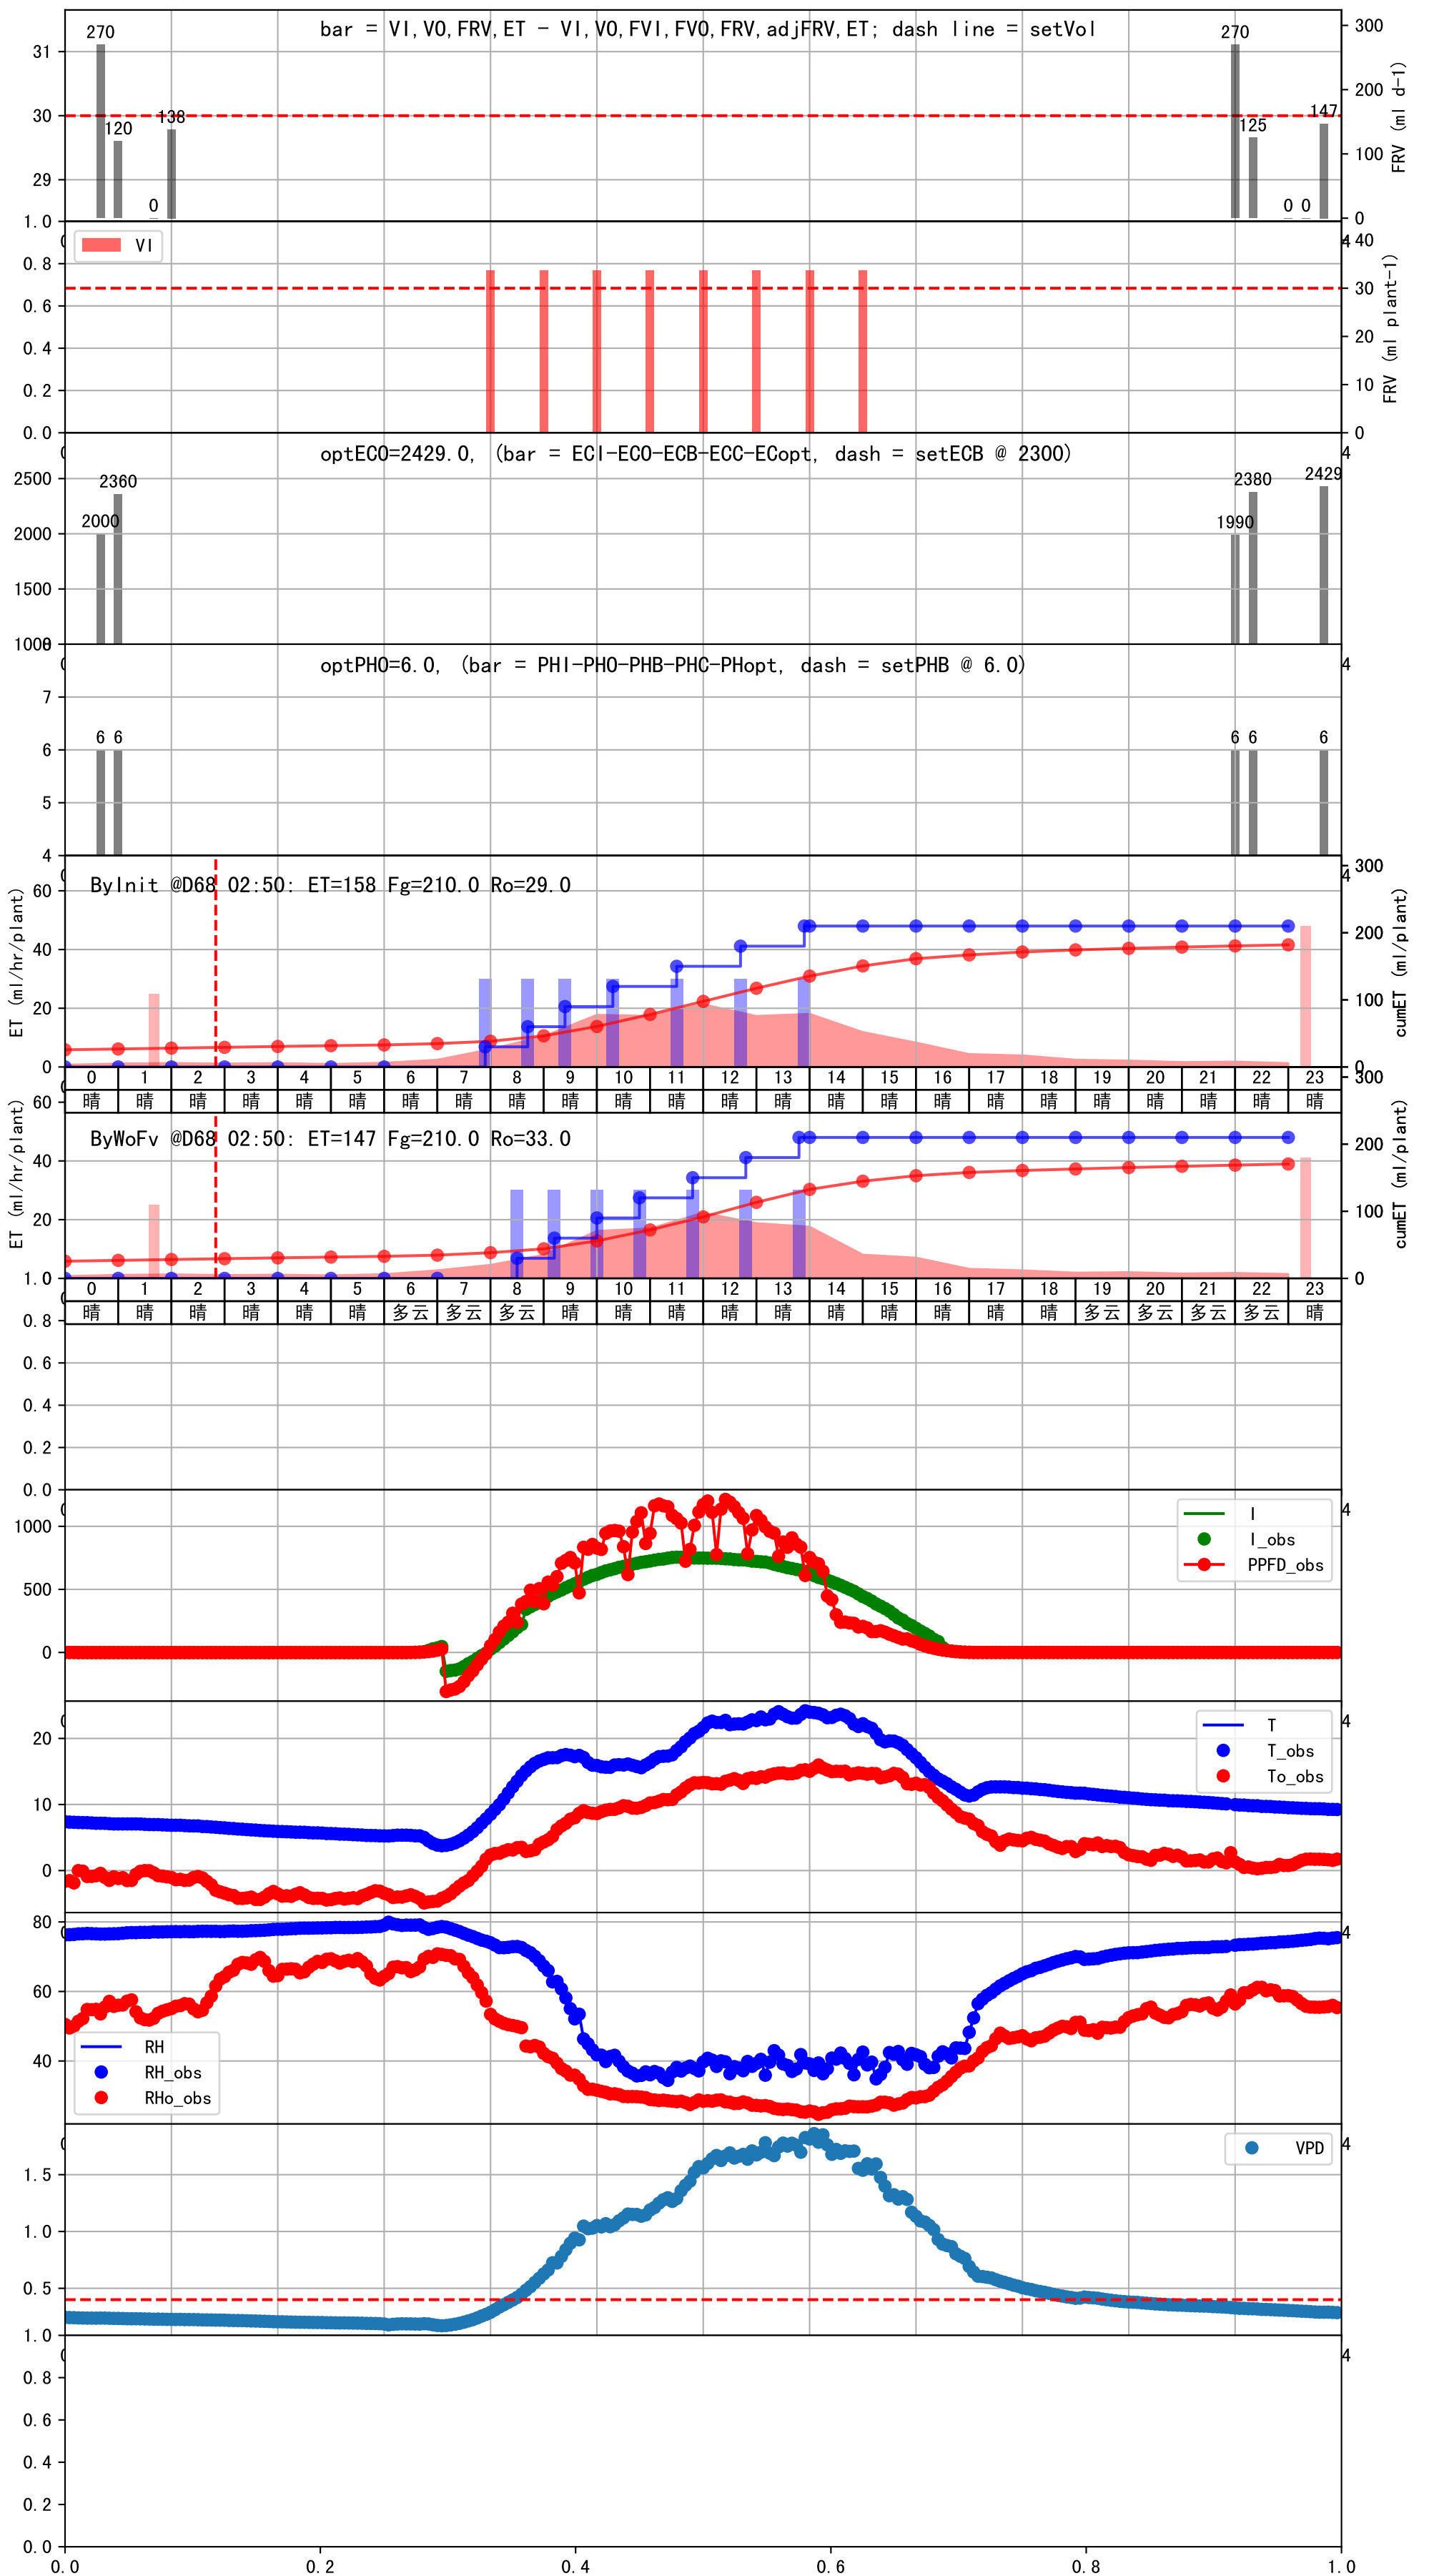 bar = VI,VO,FRV,ET - VI,VO,FVI,FVO,FRV,adjFRV,ET; dash line = setVol
270 120 0 138 270 125 0 0 147
31 30 29
300 200 100 0
FRV (ml d-1)
VI
1.0 0.8 0.6 0.4 0.2 0.0
40 30 20 10 0
FRV (ml plant-1)
optECO=2429.0, (bar = ECI-ECO-ECB-ECC-ECopt, dash = setECB @ 2300)
2000 2360 1990 2380 2429
2500 2000 1500 1000
optPHO=6.0, (bar = PHI-PHO-PHB-PHC-PHopt, dash = setPHB @ 6.0)
6 6 6 6 6
7 6 5 4
ByInit @D68 02:50: ET=158 Fg=210.0 Ro=29.0
ET (ml/hr/plant)
60 40 20 0
300 200 100 0
cumET (ml/plant)
0 1 2 3 4 5 6 7 8 9 10 11 12 13 14 15 16 17 18 19 20 21 22 23
晴 晴 晴 晴 晴 晴 晴 晴 晴 晴 晴 晴 晴 晴 晴 晴 晴 晴 晴 晴 晴 晴 晴 晴
ByWoFv @D68 02:50: ET=147 Fg=210.0 Ro=33.0
ET (ml/hr/plant)
60 40 20
300 200 100 0
cumET (ml/plant)
0 1 2 3 4 5 6 7 8 9 10 11 12 13 14 15 16 17 18 19 20 21 22 23
晴 晴 晴 晴 晴 晴 多云 多云 多云 晴 晴 晴 晴 晴 晴 晴 晴 晴 晴 多云 多云 多云 多云 晴
1.0 0.8 0.6 0.4 0.2 0.0
I
I_obs
PPFD_obs
1000 500 0
T
T_obs
To_obs
20 10 0
RH
RH_obs
RHo_obs
80 60 40
VPD
1.5 1.0 0.5
1.0 0.8 0.6 0.4 0.2 0.0
0.0 0.2 0.4 0.6 0.8 1.0